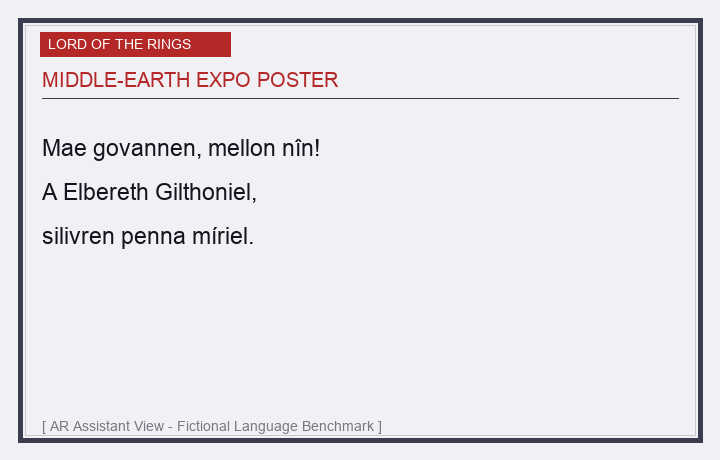 LORD OF THE RINGS
MIDDLE-EARTH EXPO POSTER
Mae govannen, mellon nîn!
A Elbereth Gilthoniel,
silivren penna míriel.
[ AR Assistant View - Fictional Language Benchmark ]